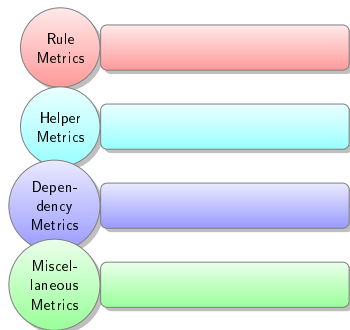 Rule
Metrics
Helper
Metrics
Depen-
dency
Metrics
Miscel-
laneous
Metrics